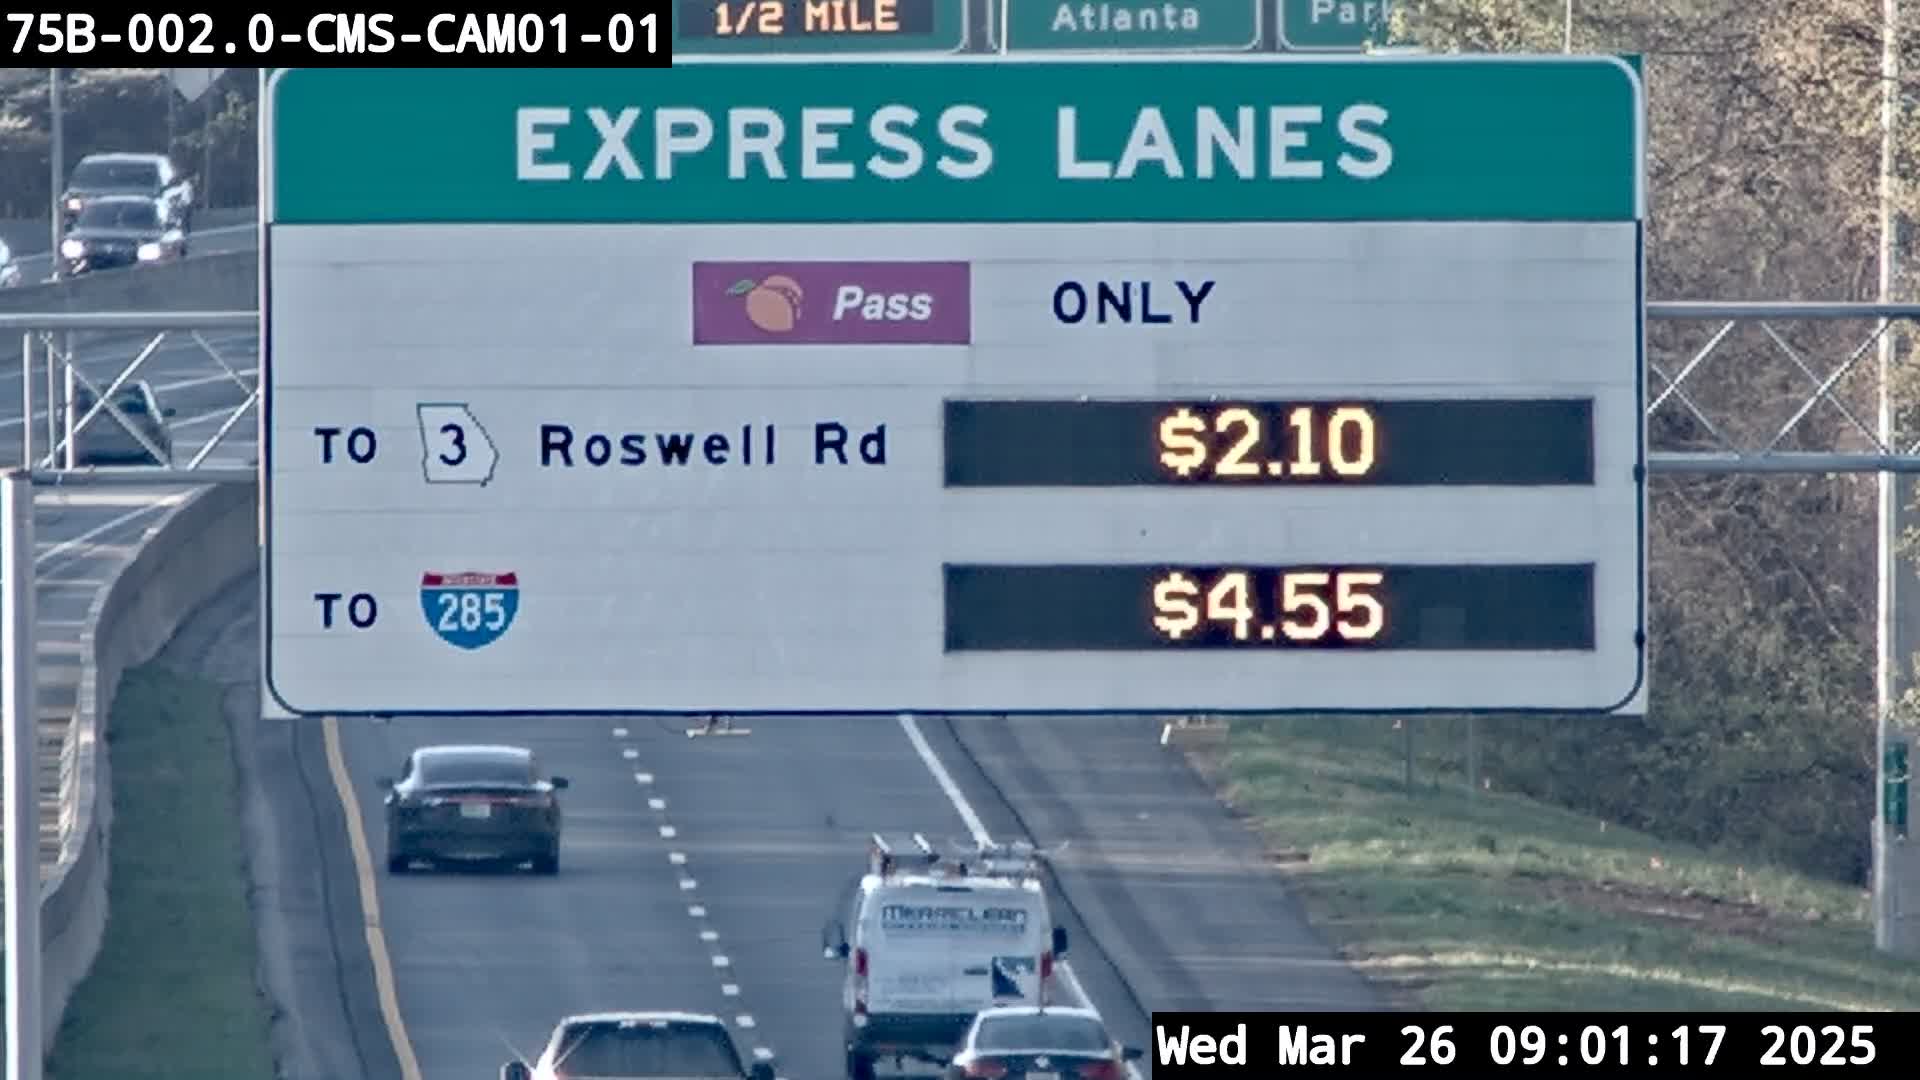 75B-002.0-CMS-CAM01-01
1/2 MILE
Atlanta
EXPRESS LANES
Pass ONLY
TO 3 Roswell Rd $2.10
TO 285 $4.55
Wed Mar 26 09:01:17 2025